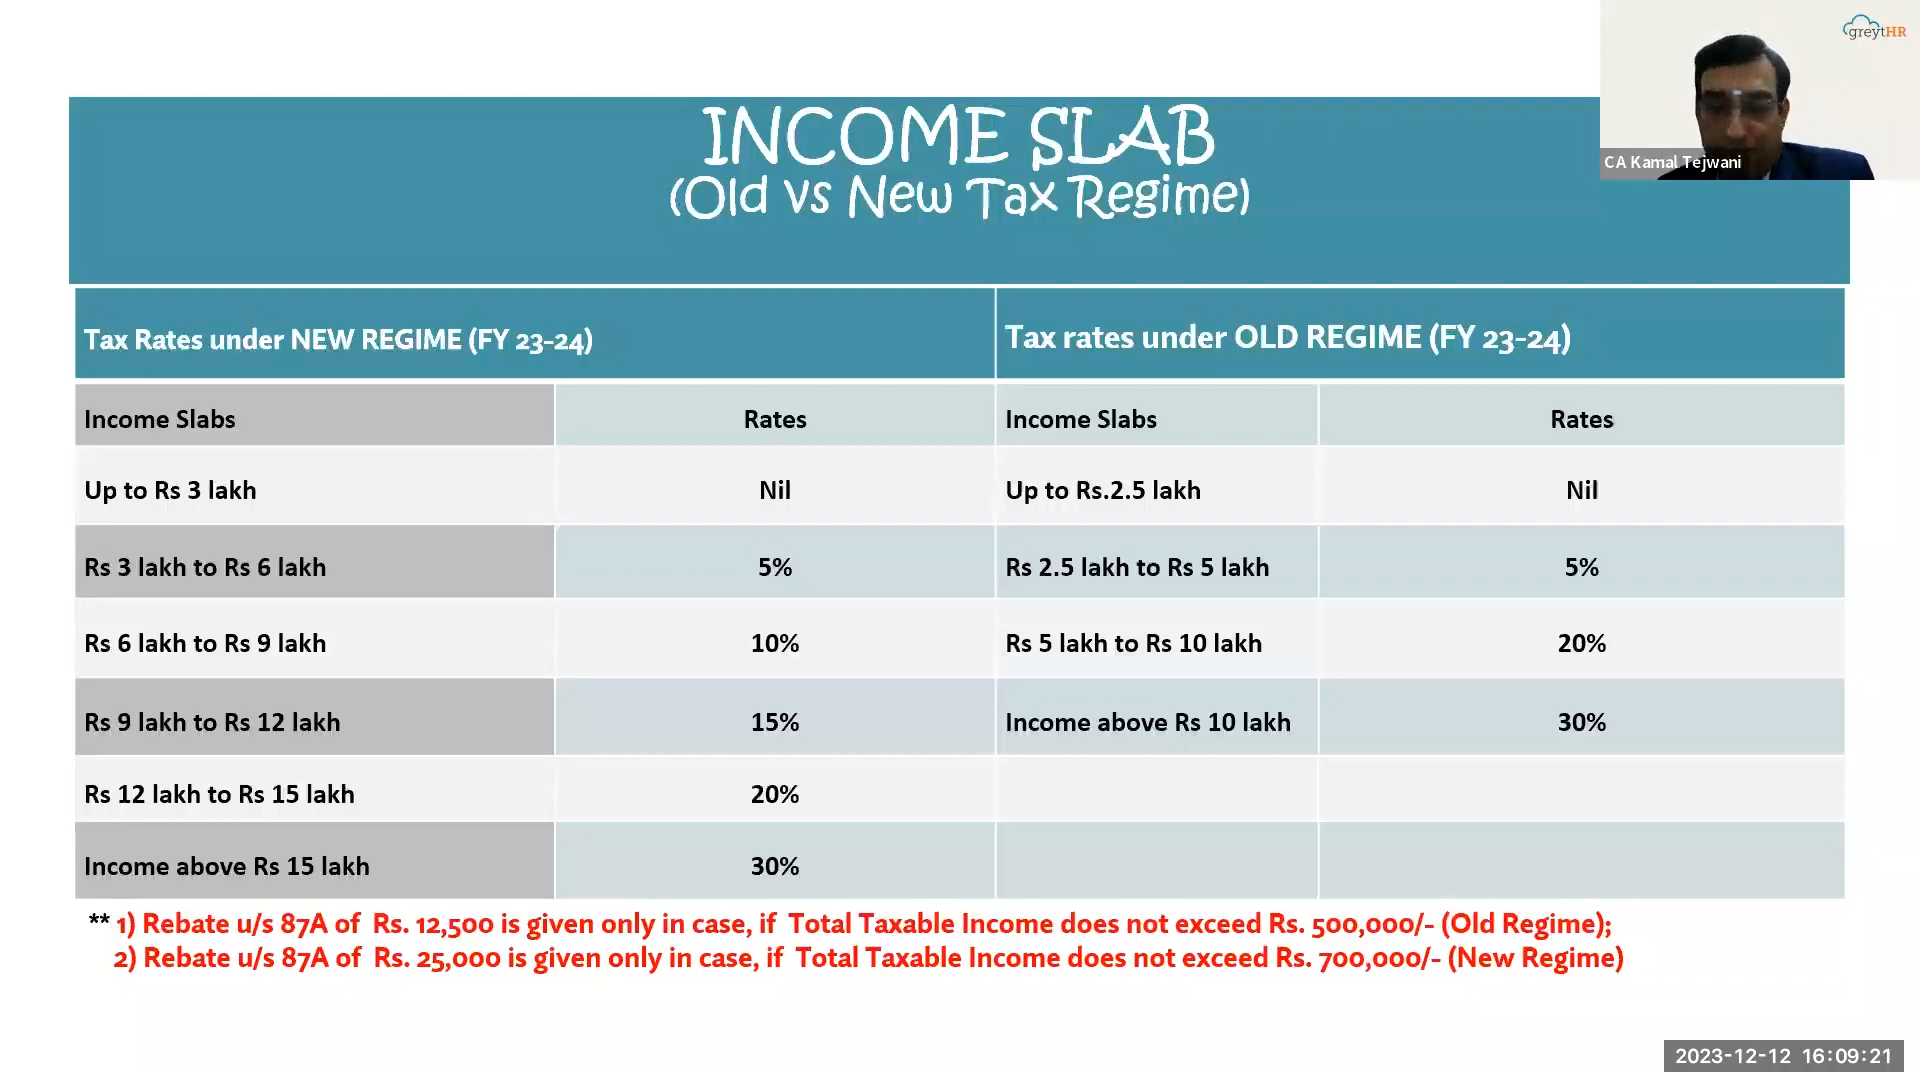 greytHR
CA Kamal Tejwani
INCOME SLAB
(Old vs New Tax Regime)
Tax Rates under NEW REGIME (FY 23-24) Tax rates under OLD REGIME (FY 23-24)
Income Slabs Rates Income Slabs Rates
Up to Rs 3 lakh Nil Up to Rs.2.5 lakh Nil
Rs 3 lakh to Rs 6 lakh 5% Rs 2.5 lakh to Rs 5 lakh 5%
Rs 6 lakh to Rs 9 lakh 10% Rs 5 lakh to Rs 10 lakh 20%
Rs 9 lakh to Rs 12 lakh 15% Income above Rs 10 lakh 30%
Rs 12 lakh to Rs 15 lakh 20%
Income above Rs 15 lakh 30%
** 1) Rebate u/s 87A of Rs. 12,500 is given only in case, if Total Taxable Income does not exceed Rs. 500,000/- (Old Regime);
2) Rebate u/s 87A of Rs. 25,000 is given only in case, if Total Taxable Income does not exceed Rs. 700,000/- (New Regime)
2023-12-12 16:09:21